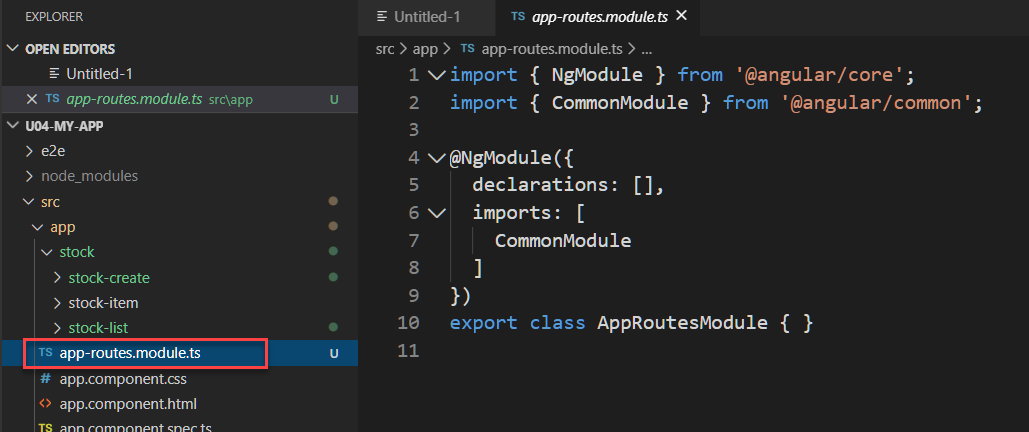 EXPLORER
OPEN EDITORS
Untitled-1
TS app-routes.module.ts src\app U
U04-MY-APP
e2e
node_modules
src
app
stock
stock-create
stock-item
stock-list
TS app-routes.module.ts U
# app.component.css
<> app.component.html
TS app.component.spec.ts
Untitled-1
TS app-routes.module.ts
src > app > TS app-routes.module.ts > ...
1 import { NgModule } from '@angular/core';
2 import { CommonModule } from '@angular/common';
3
4 @NgModule({
5 declarations: [],
6 imports: [
7 CommonModule
8 ]
9 })
10 export class AppRoutesModule { }
11